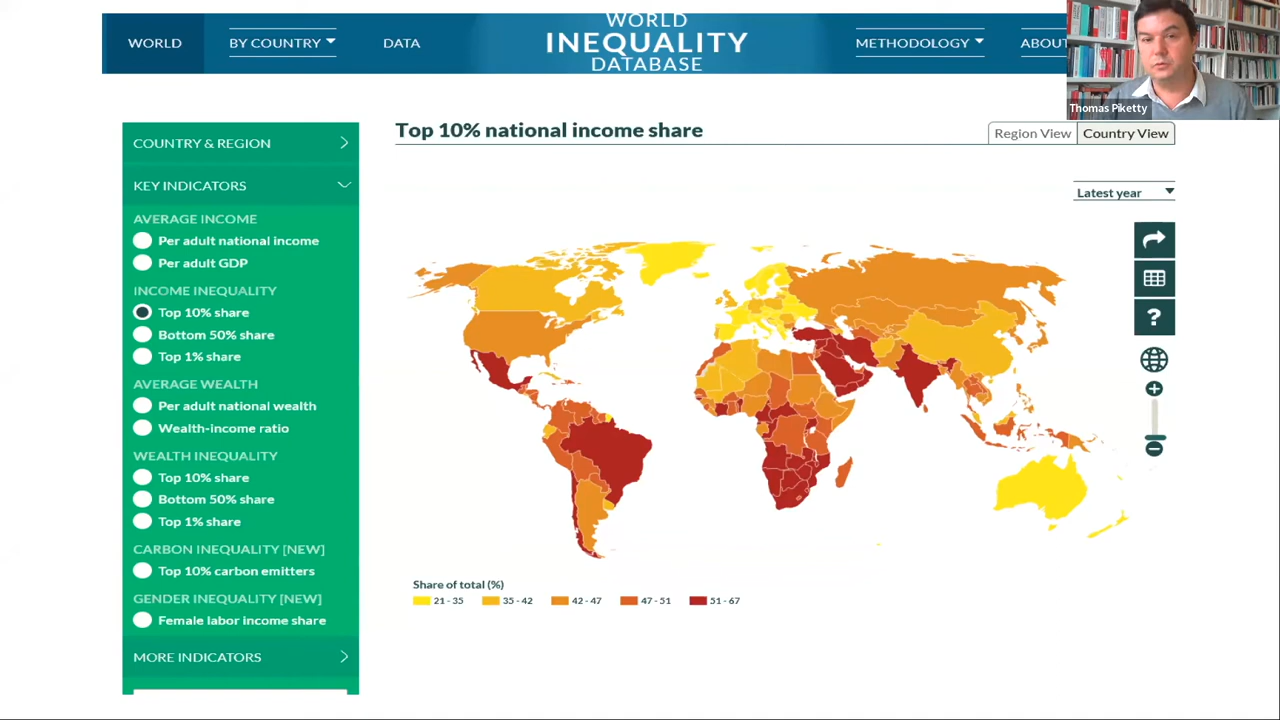 WORLD
BY COUNTRY
DATA
WORLD
INEQUALITY
DATABASE
METHODOLOGY
ABOUT
Thomas Piketty
COUNTRY & REGION
KEY INDICATORS
AVERAGE INCOME
Per adult national income
Per adult GDP
INCOME INEQUALITY
Top 10% share
Bottom 50% share
Top 1% share
AVERAGE WEALTH
Per adult national wealth
Wealth-income ratio
WEALTH INEQUALITY
Top 10% share
Bottom 50% share
Top 1% share
CARBON INEQUALITY [NEW]
Top 10% carbon emitters
GENDER INEQUALITY [NEW]
Female labor income share
MORE INDICATORS
Top 10% national income share
Region View
Country View
Latest year
?
Share of total (%)
21 - 35
35 - 42
42 - 47
47 - 51
51 - 67